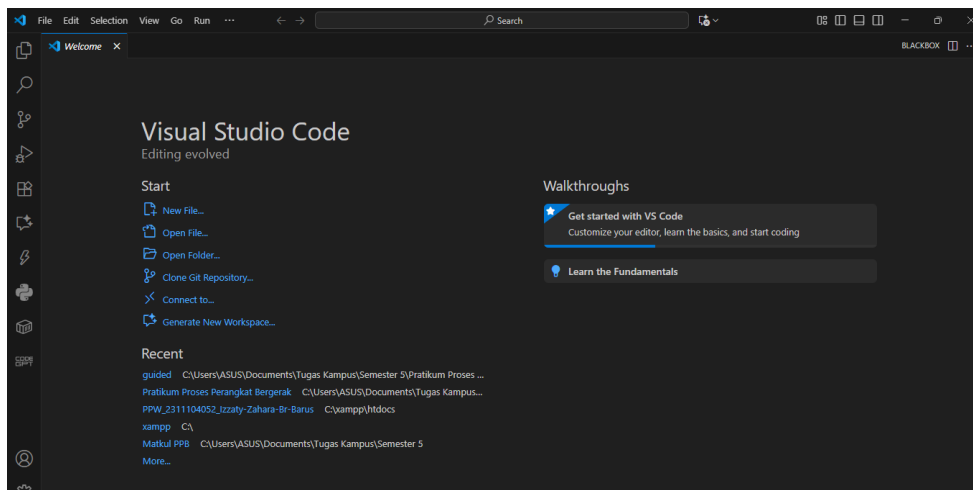 File Edit Selection View Go Run ··· Search
Welcome BLACKBOX
Visual Studio Code
Editing evolved
Start
New File...
Open File...
Open Folder...
Clone Git Repository...
Connect to...
Generate New Workspace...
Recent
guided C:\Users\ASUS\Documents\Tugas Kampus\Semester 5\Pratikum Proses ...
Pratikum Proses Perangkat Bergerak C:\Users\ASUS\Documents\Tugas Kampus...
PPW_2311104052_Izzaty-Zahara-Br-Barus C:\xampp\htdocs
xampp C:\
Matkul PPB C:\Users\ASUS\Documents\Tugas Kampus\Semester 5
More...
Walkthroughs
Get started with VS Code
Customize your editor, learn the basics, and start coding
Learn the Fundamentals
CODE
GPT